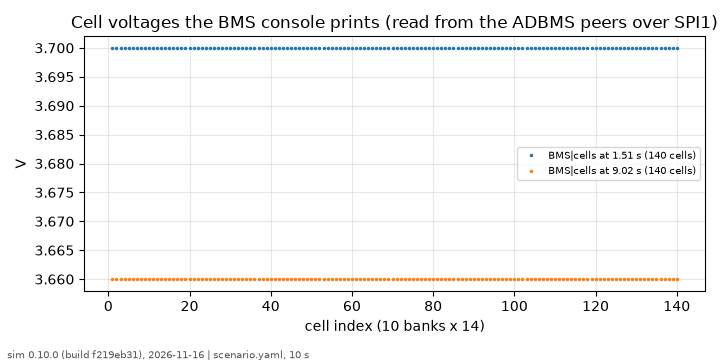 Cell voltages the BMS console prints (read from the ADBMS peers over SPI1)
3.700
3.695
3.690
3.685
3.680
3.675
3.670
3.665
3.660
V
BMS|cells at 1.51 s (140 cells)
BMS|cells at 9.02 s (140 cells)
0 20 40 60 80 100 120 140
cell index (10 banks x 14)
sim 0.10.0 (build f219eb31), 2026-11-16 | scenario.yaml, 10 s